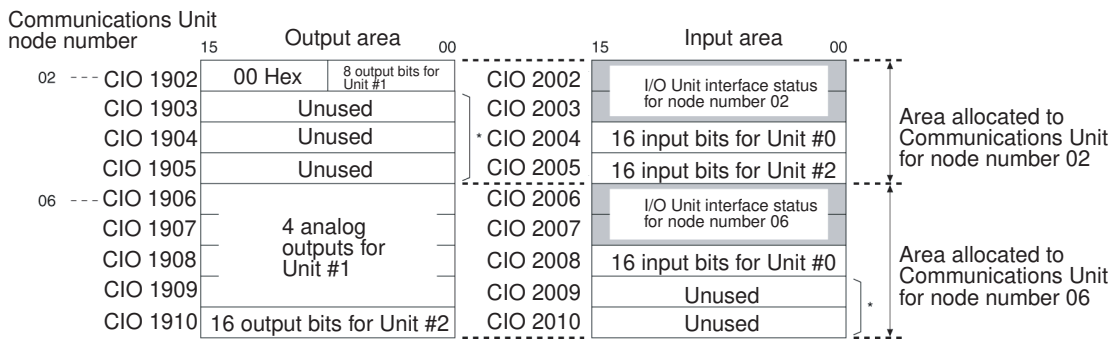 Communications Unit
node number
15 Output area 00
15 Input area 00
02 --- CIO 1902 00 Hex 8 output bits for Unit #1 CIO 2002 I/O Unit interface status
for node number 02
CIO 1903 Unused CIO 2003
CIO 1904 Unused * CIO 2004 16 input bits for Unit #0
CIO 1905 Unused CIO 2005 16 input bits for Unit #2
Area allocated to
Communications Unit
for node number 02
06 --- CIO 1906 CIO 2006 I/O Unit interface status
for node number 06
CIO 1907 4 analog
outputs for
Unit #1 CIO 2007
CIO 1908 CIO 2008 16 input bits for Unit #0
CIO 1909 CIO 2009 Unused *
CIO 1910 16 output bits for Unit #2 CIO 2010 Unused
Area allocated to
Communications Unit
for node number 06